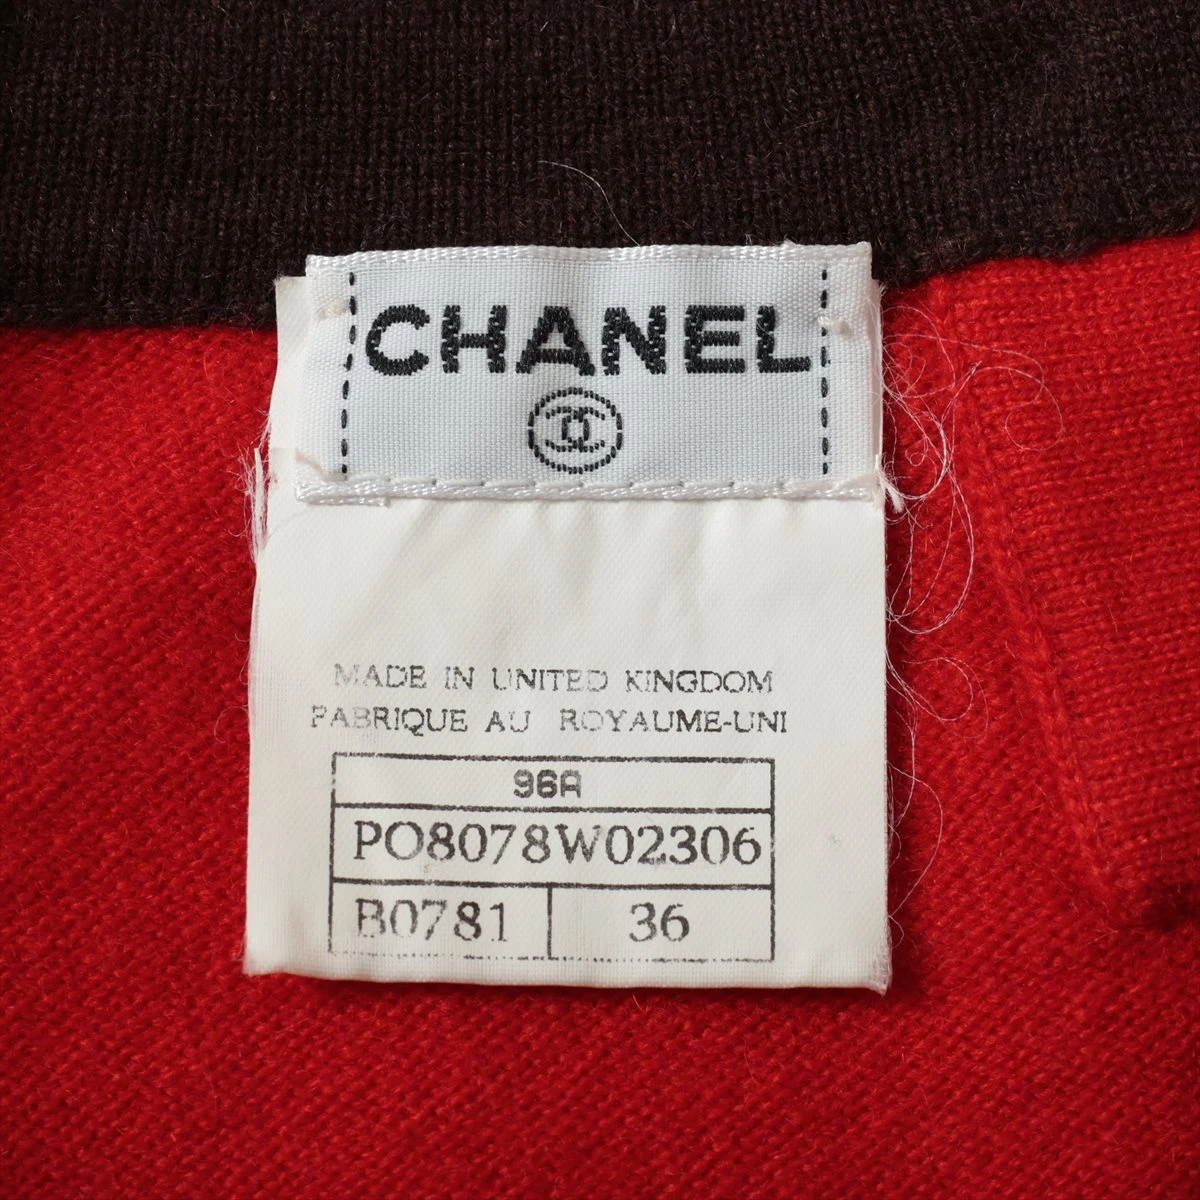 CHANEL
MADE IN UNITED KINGDOM
FABRIQUE AU ROYAUME-UNI
96A
PO8078W02306
B0781 36